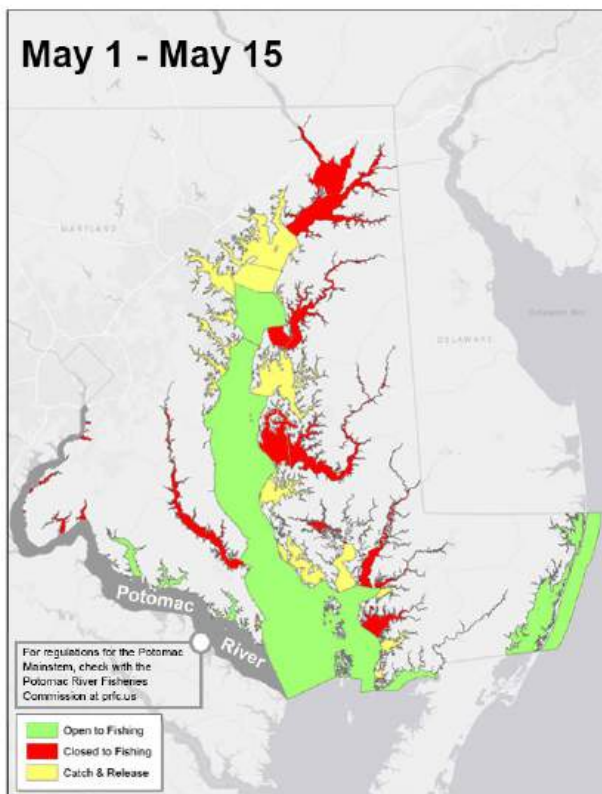 May 1 - May 15
MARYLAND
DELAWARE
Potomac
River
For regulations for the Potomac
Mainstem, check with the
Potomac River Fisheries
Commission at prfc.us
Open to Fishing
Closed to Fishing
Catch & Release